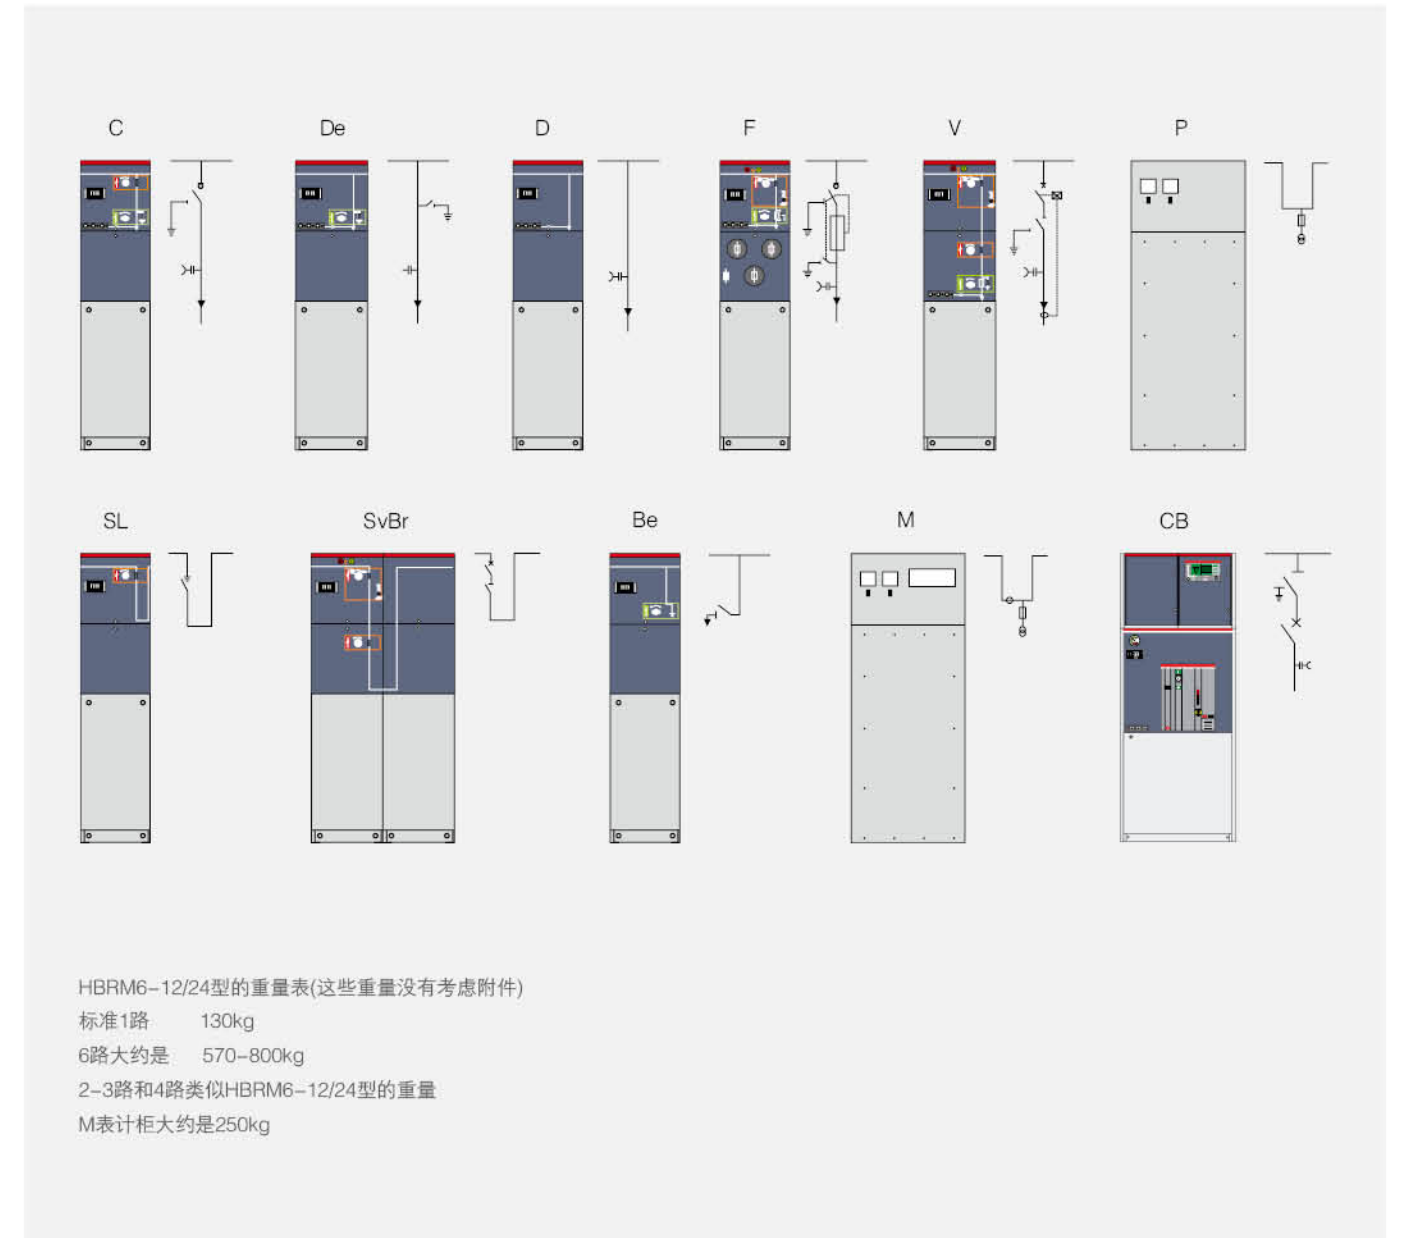 C De D F V P
SL SvBr Be M CB
HBRM6-12/24型的重量表(这些重量没有考虑附件)
标准1路 130kg
6路大约是 570-800kg
2-3路和4路类似HBRM6-12/24型的重量
M表计柜大约是250kg